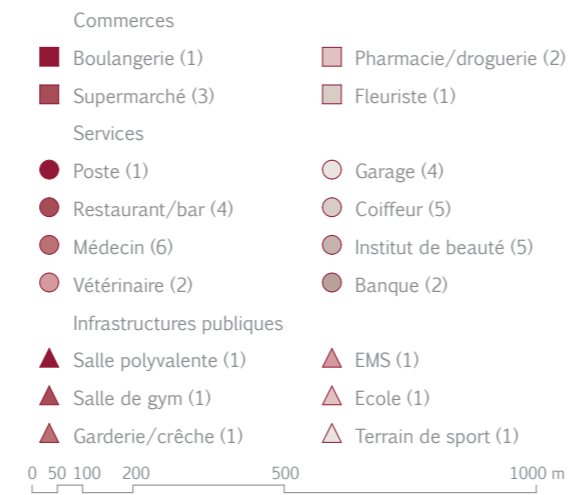 Commerces
Boulangerie (1)
Pharmacie/droguerie (2)
Supermarché (3)
Fleuriste (1)
Services
Poste (1)
Garage (4)
Restaurant/bar (4)
Coiffeur (5)
Médecin (6)
Institut de beauté (5)
Vétérinaire (2)
Banque (2)
Infrastructures publiques
Salle polyvalente (1)
EMS (1)
Salle de gym (1)
Ecole (1)
Garderie/crêche (1)
Terrain de sport (1)
0 50 100 200 500 1000 m